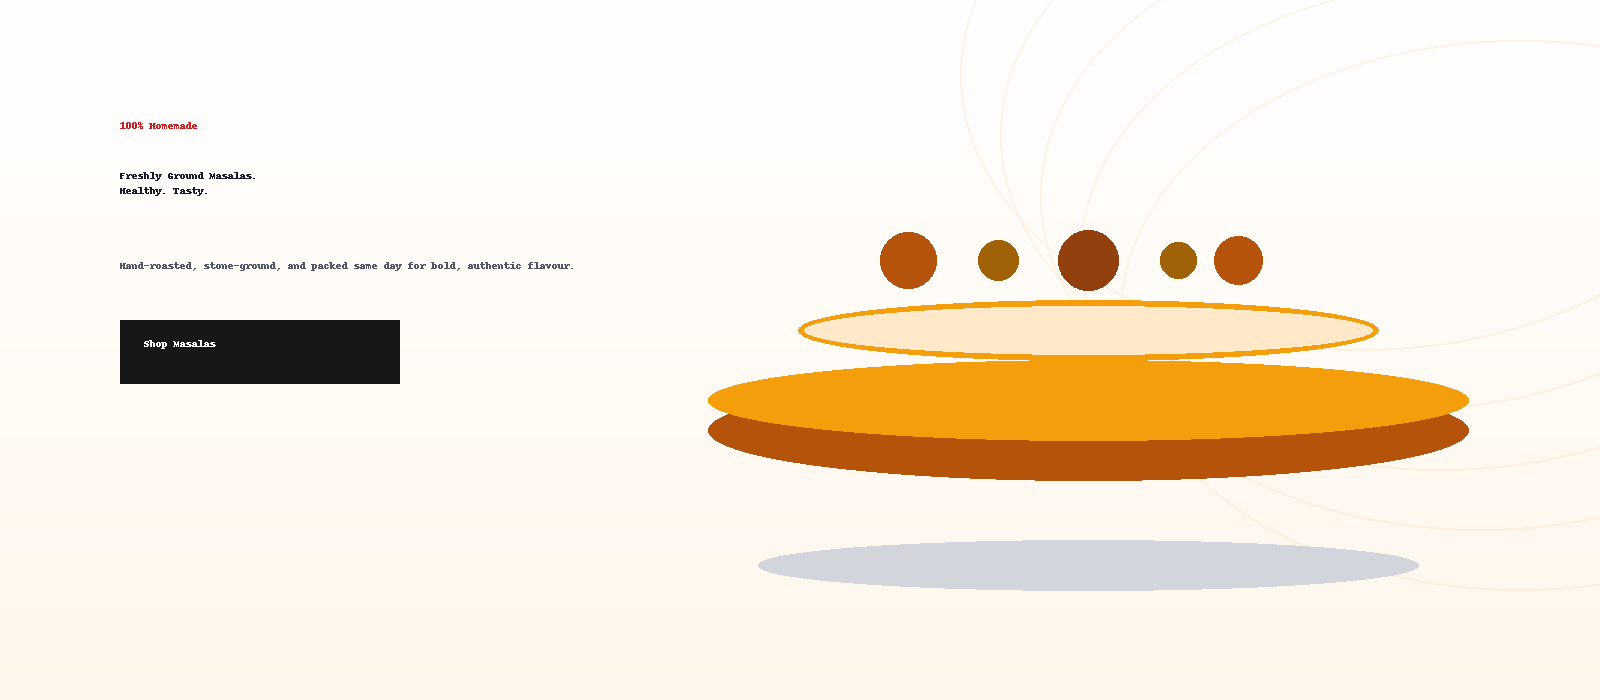 100% Homemade
Freshly Ground Masalas.
Healthy. Tasty.
Hand-roasted, stone-ground, and packed same day for bold, authentic flavour.
Shop Masalas